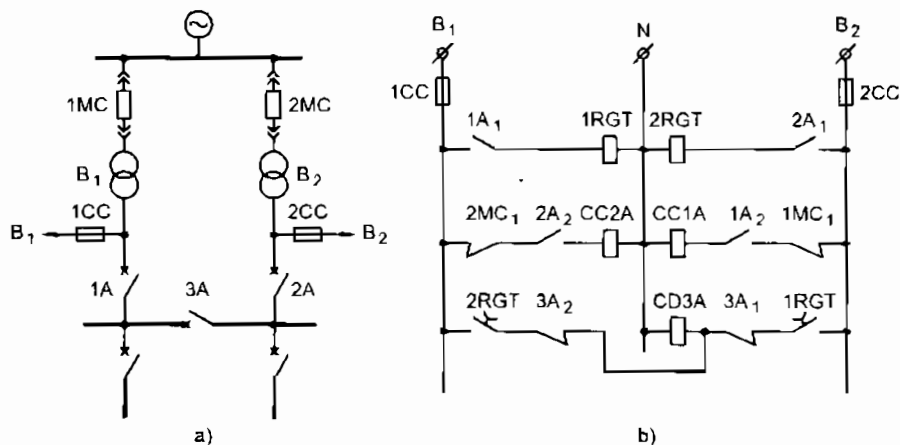 1MC
2MC
B1
B2
1CC
2CC
B1
B2
1A
3A
2A
a)
B1
N
B2
1CC
2CC
1A1
1RGT
2RGT
2A1
2MC1
2A2
CC2A
CC1A
1A2
1MC1
2RGT
3A2
CD3A
3A1
1RGT
b)